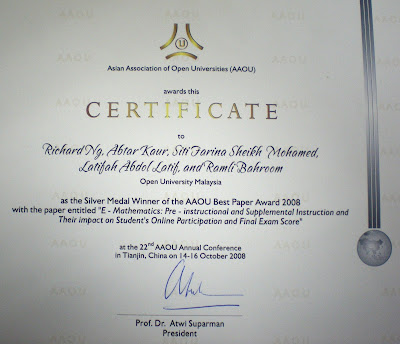 Asian Association of Open Universities (AAOU)
awards this
CERTIFICATE
to
Richard Ng, Abtar Kaur, Siti Farina Sheikh Mohamed,
Latifah Abdol Latif, and Ramli Bahroom
Open University Malaysia
as the Silver Medal Winner of the AAOU Best Paper Award 2008
with the paper entitled "E - Mathematics: Pre - instructional and Supplemental Instruction and
Their impact on Student's Online Participation and Final Exam Score"
at the 22nd AAOU Annual Conference
in Tianjin, China on 14-16 October 2008
Prof. Dr. Atwi Suparman
President